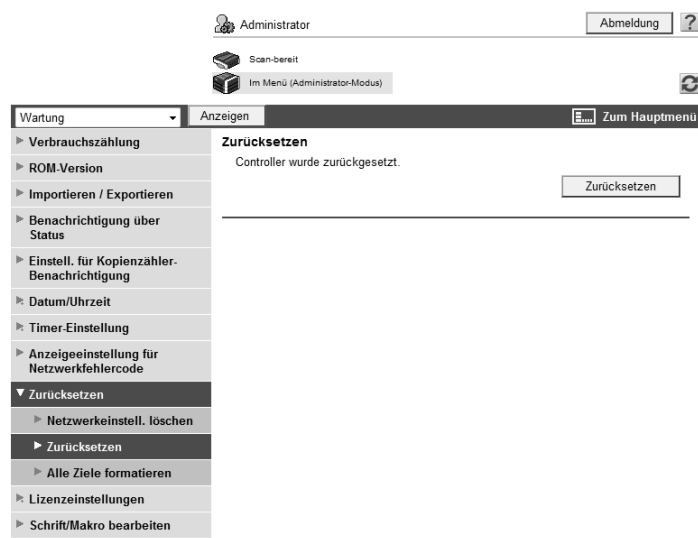 Administrator
Abmeldung
?
Scan-bereit
Im Menü (Administrator-Modus)
Wartung
Anzeigen
Zum Hauptmenü
Verbrauchszählung
ROM-Version
Importieren / Exportieren
Benachrichtigung über
Status
Einstell. für Kopienzähler-
Benachrichtigung
Datum/Uhrzeit
Timer-Einstellung
Anzeigeeinstellung für
Netzwerkfehlercode
Zurücksetzen
Netzwerkeinstell. löschen
Zurücksetzen
Alle Ziele formatieren
Lizenzeinstellungen
Schrift/Makro bearbeiten
Zurücksetzen
Controller wurde zurückgesetzt.
Zurücksetzen